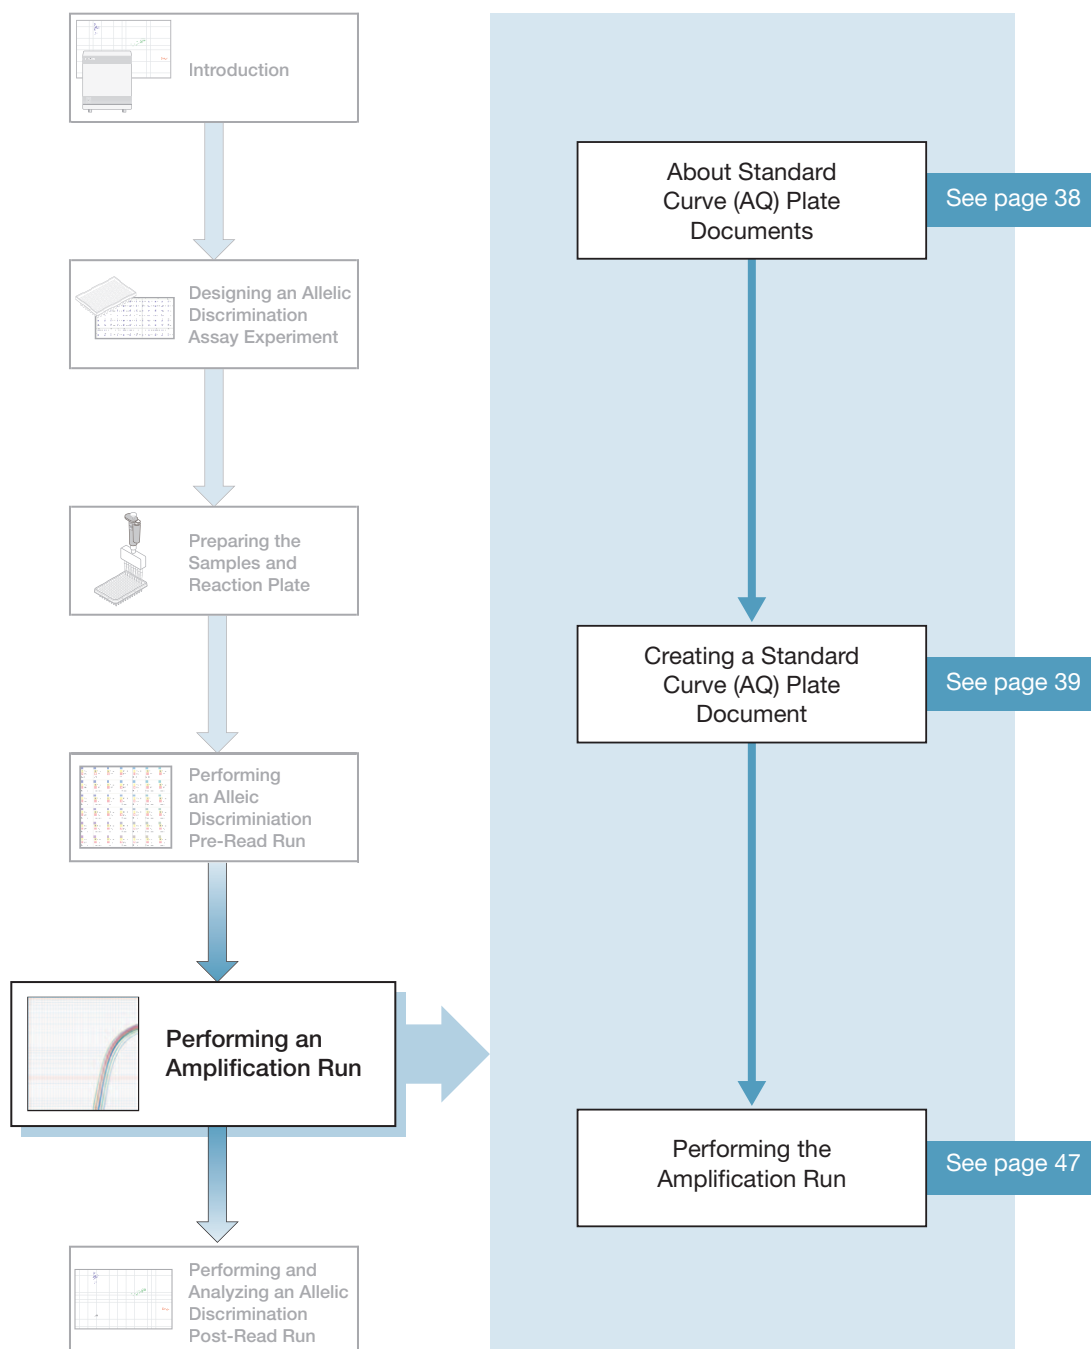 Introduction
Designing an Allelic
Discrimination
Assay Experiment
Preparing the
Samples and
Reaction Plate
Performing
an Alleic
Discriminiation
Pre-Read Run
Performing an
Amplification Run
Performing and
Analyzing an Allelic
Discrimination
Post-Read Run
About Standard
Curve (AQ) Plate
Documents
See page 38
Creating a Standard
Curve (AQ) Plate
Document
See page 39
Performing the
Amplification Run
See page 47